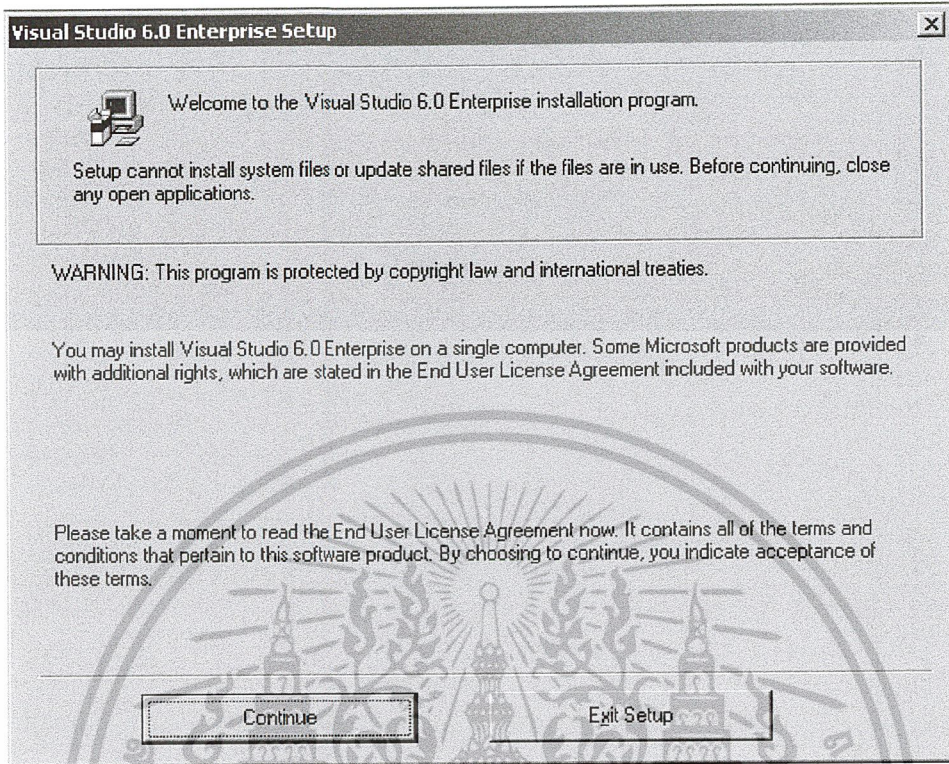 Visual Studio 6.0 Enterprise Setup
Welcome to the Visual Studio 6.0 Enterprise installation program.
Setup cannot install system files or update shared files if the files are in use. Before continuing, close
any open applications.
WARNING: This program is protected by copyright law and international treaties.
You may install Visual Studio 6.0 Enterprise on a single computer. Some Microsoft products are provided
with additional rights, which are stated in the End User License Agreement included with your software.
Please take a moment to read the End User License Agreement now. It contains all of the terms and
conditions that pertain to this software product. By choosing to continue, you indicate acceptance of
these terms.
Continue
Exit Setup